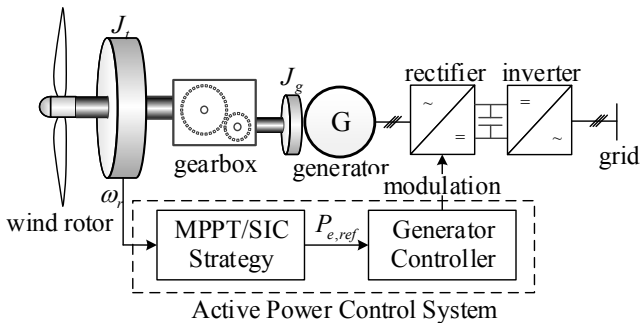 J_t
J_g
rectifier
inverter
G
~
=
=
~
gearbox
generator
grid
ω_r
modulation
wind rotor
MPPT/SIC
Strategy
P_{e,ref}
Generator
Controller
Active Power Control System